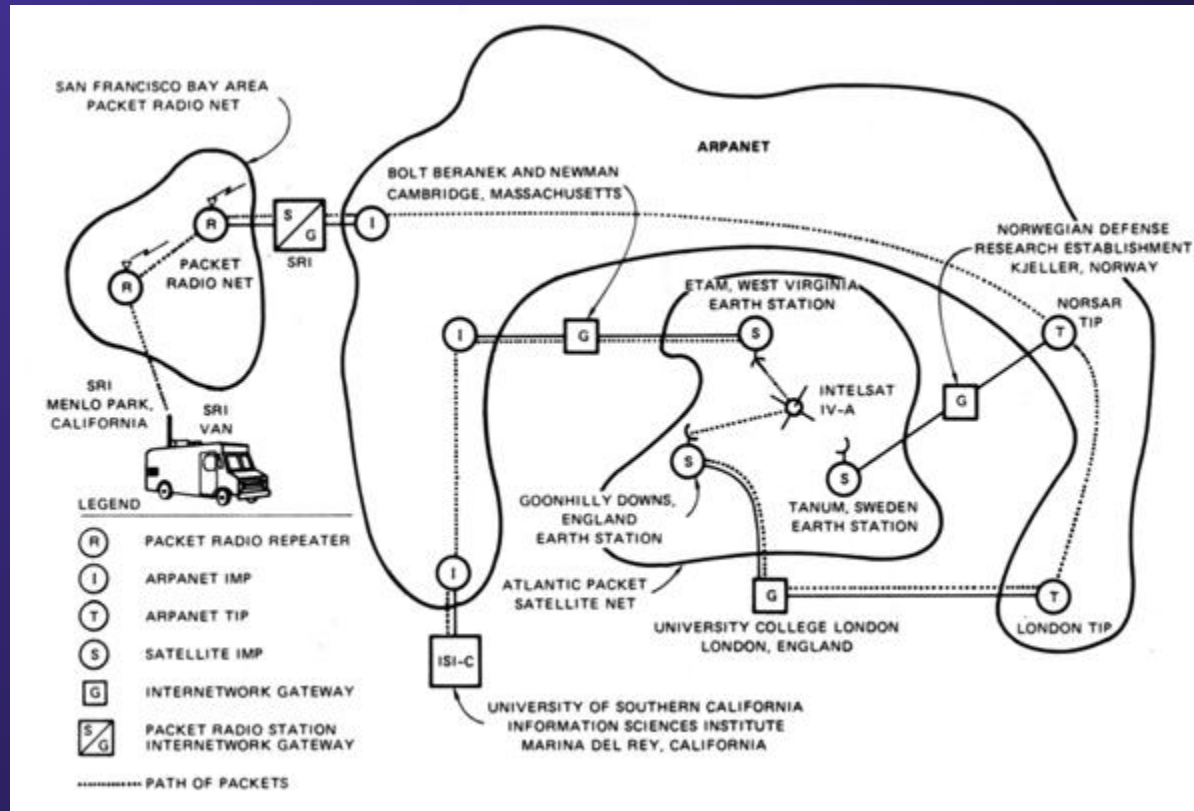 SAN FRANCISCO BAY AREA
PACKET RADIO NET
ARPANET
BOLT BERANEK AND NEWMAN
CAMBRIDGE, MASSACHUSETTS
NORWEGIAN DEFENSE
RESEARCH ESTABLISHMENT
KJELLER, NORWAY
R
S
G
SRI
I
PACKET
RADIO NET
R
ETAM, WEST VIRGINIA
EARTH STATION
NORSAR
TIP
I
G
S
T
SRI
MENLO PARK,
CALIFORNIA
SRI
VAN
INTELSAT
IV-A
G
S
S
GOONHILLY DOWNS,
ENGLAND
EARTH STATION
TANUM, SWEDEN
EARTH STATION
ATLANTIC PACKET
SATELLITE NET
I
G
T
UNIVERSITY COLLEGE LONDON
LONDON, ENGLAND
LONDON TIP
ISI-C
UNIVERSITY OF SOUTHERN CALIFORNIA
INFORMATION SCIENCES INSTITUTE
MARINA DEL REY, CALIFORNIA
LEGEND
R PACKET RADIO REPEATER
I ARPANET IMP
T ARPANET TIP
S SATELLITE IMP
G INTERNETWORK GATEWAY
S G PACKET RADIO STATION
INTERNETWORK GATEWAY
PATH OF PACKETS